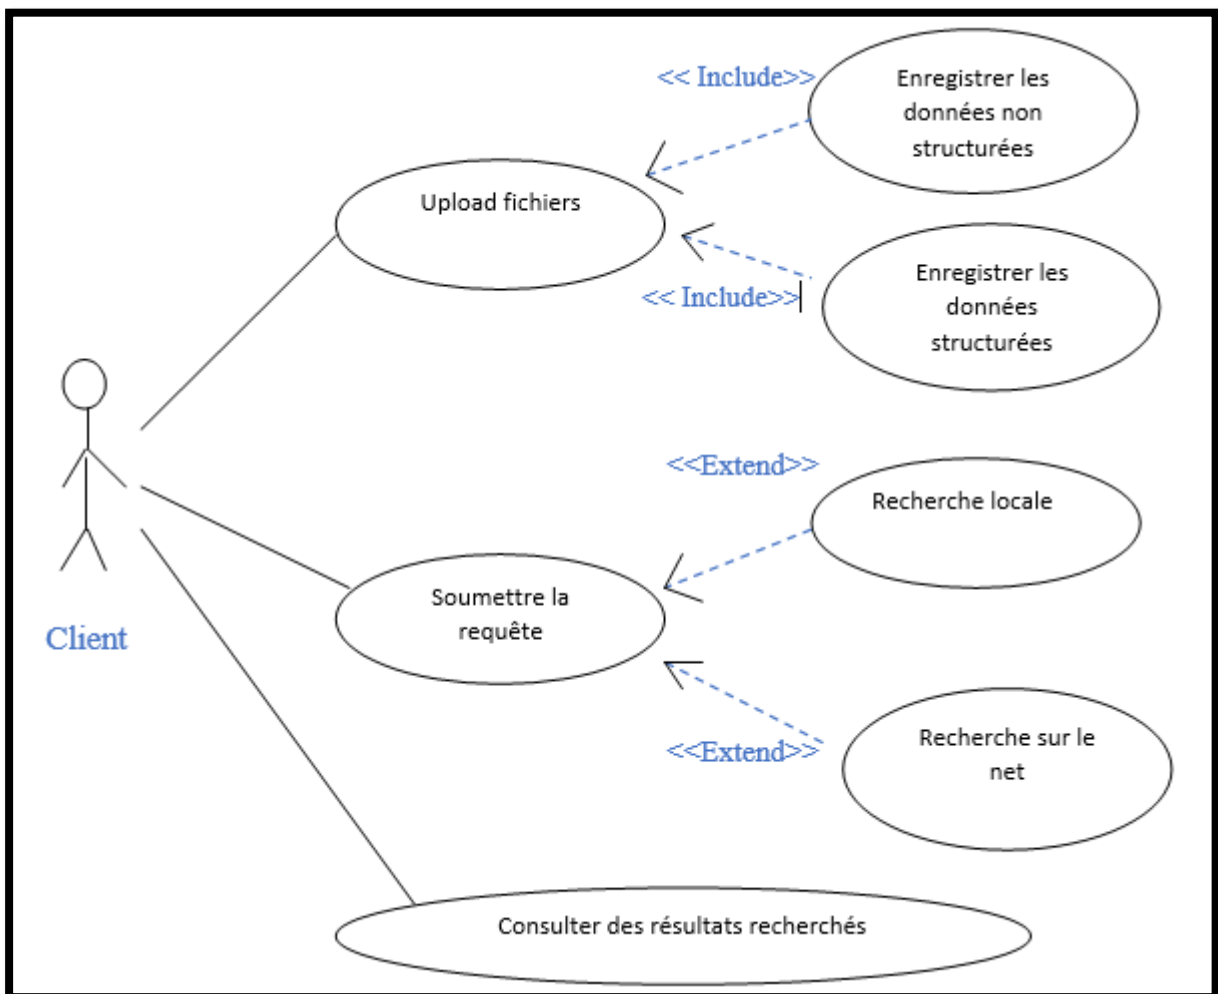 << Include>>
Enregistrer les
données non
structurées
Upload fichiers
<< Include>>
Enregistrer les
données
structurées
<<Extend>>
Recherche locale
Soumettre la
requête
Client
<<Extend>>
Recherche sur le
net
Consulter des résultats recherchés